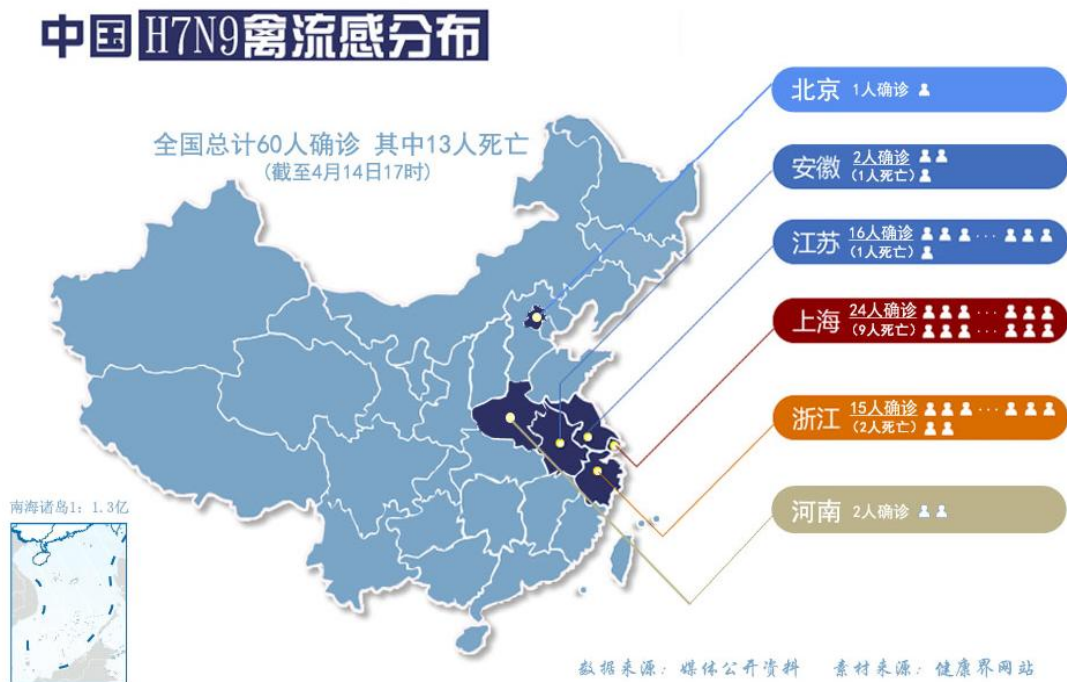 中国H7N9禽流感分布
全国总计60人确诊 其中13人死亡
(截至4月14日17时)
北京 1人确诊
安徽 2人确诊
(1人死亡)
江苏 16人确诊 ...
(1人死亡)
上海 24人确诊 ...
(9人死亡) ...
浙江 15人确诊 ...
(2人死亡)
河南 2人确诊
南海诸岛1: 1.3亿
数据来源: 媒体公开资料 素材来源: 健康界网站